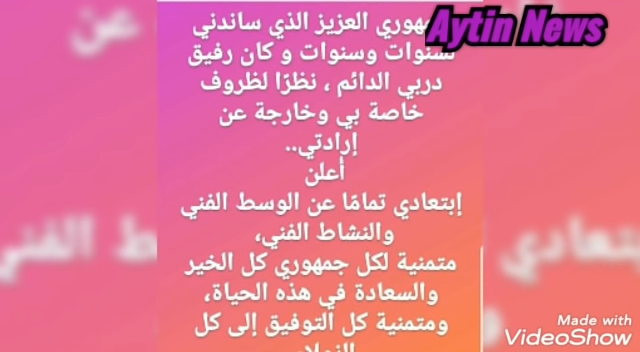 Aytin News
العزيز الذي ساندني
وسنوات و كان رفيق
دربي الدائم ، نظرًا لظروف
خاصة بي وخارجة عن
إرادتي..
أعلن
إبتعادي تمامًا عن الوسط الفني
والنشاط الفني،
متمنية لكل جمهوري كل الخير
والسعادة في هذه الحياة،
ومتمنية كل التوفيق إلى كل
Made with
VideoShow